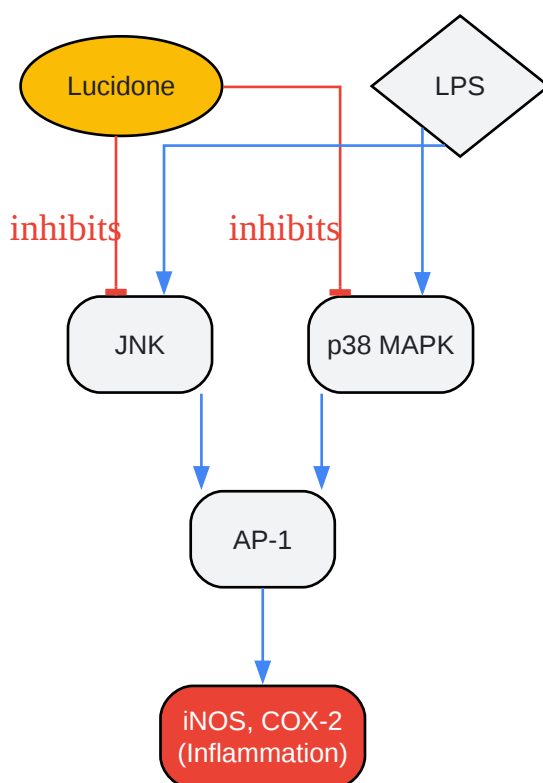 Lucidone
LPS
inhibits
inhibits
JNK
p38 MAPK
AP-1
iNOS, COX-2
(Inflammation)